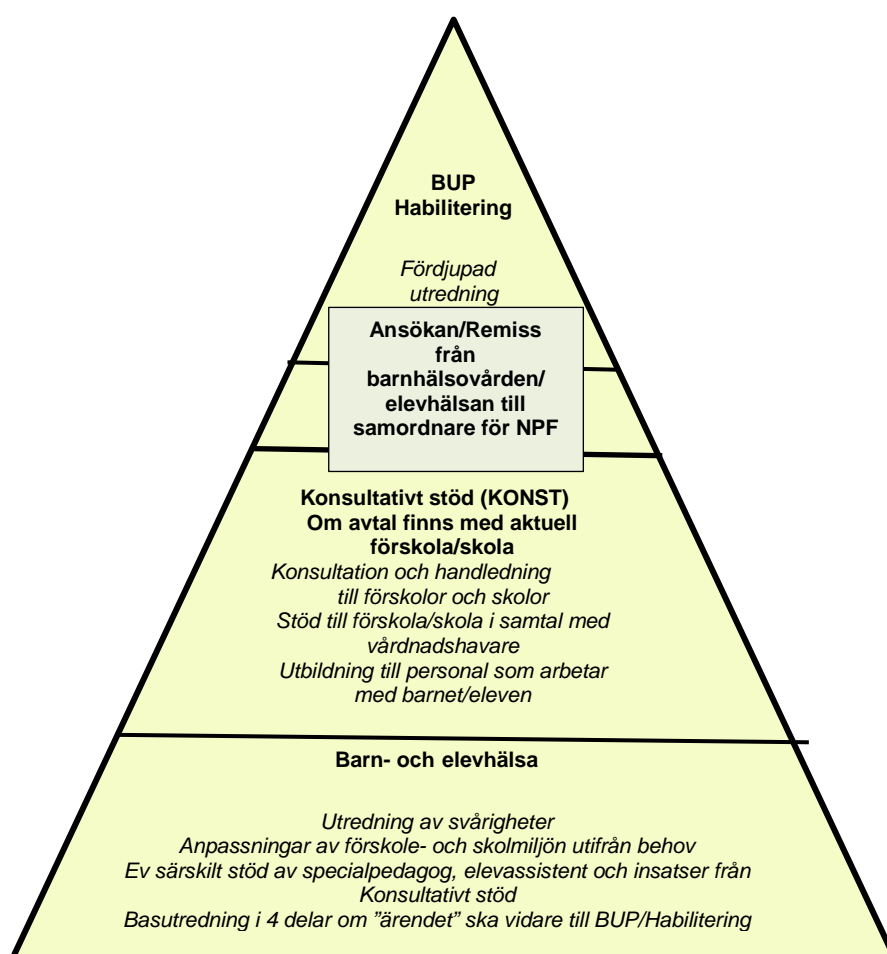 BUP
Habilitering
Fördjupad
utredning
Ansökan/Remiss
från
barnhälsovården/
elevhälsan till
samordnare för NPF
Konsultativt stöd (KONST)
Om avtal finns med aktuell
förskola/skola
Konsultation och handledning
till förskolor och skolor
Stöd till förskola/skola i samtal med
vårdnadshavare
Utbildning till personal som arbetar
med barnet/eleven
Barn- och elevhälsa
Utredning av svårigheter
Anpassningar av förskole- och skolmiljön utifrån behov
Ev särskilt stöd av specialpedagog, elevassistent och insatser från
Konsultativt stöd
Basutredning i 4 delar om ”ärendet” ska vidare till BUP/Habilitering